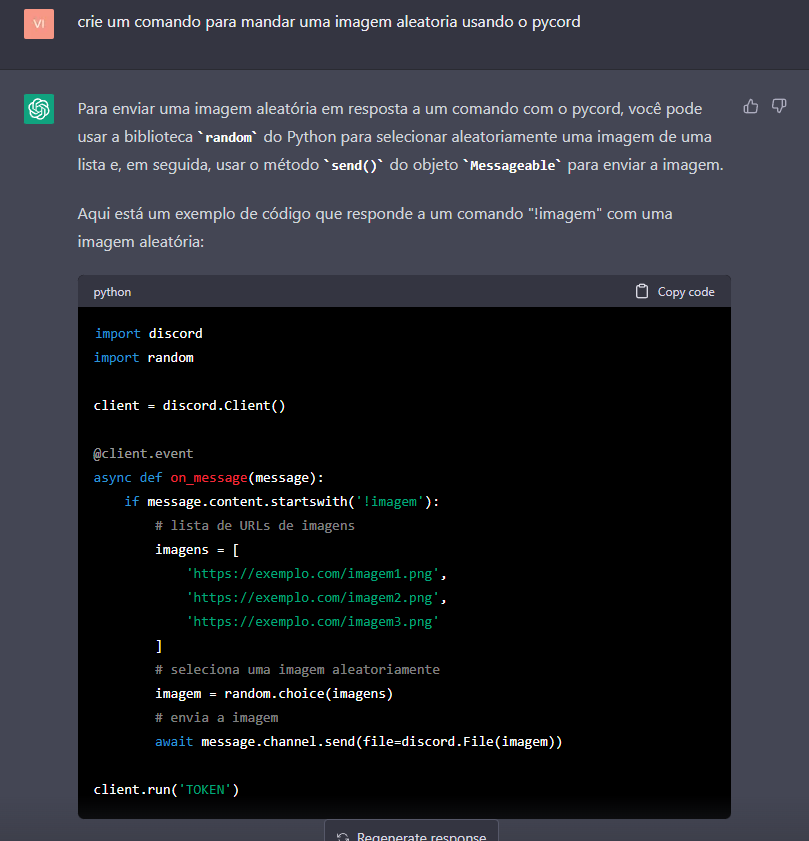 VI
crie um comando para mandar uma imagem aleatoria usando o pycord
Para enviar uma imagem aleatória em resposta a um comando com o pycord, você pode
usar a biblioteca `random` do Python para selecionar aleatoriamente uma imagem de uma
lista e, em seguida, usar o método `send()` do objeto `Messageable` para enviar a imagem.
Aqui está um exemplo de código que responde a um comando "!imagem" com uma
imagem aleatória:
python
Copy code
import discord
import random
client = discord.Client()
@client.event
async def on_message(message):
    if message.content.startswith('!imagem'):
        # lista de URLs de imagens
        imagens = [
            'https://exemplo.com/imagem1.png',
            'https://exemplo.com/imagem2.png',
            'https://exemplo.com/imagem3.png'
        ]
        # seleciona uma imagem aleatoriamente
        imagem = random.choice(imagens)
        # envia a imagem
        await message.channel.send(file=discord.File(imagem))
client.run('TOKEN')
Regenerate response